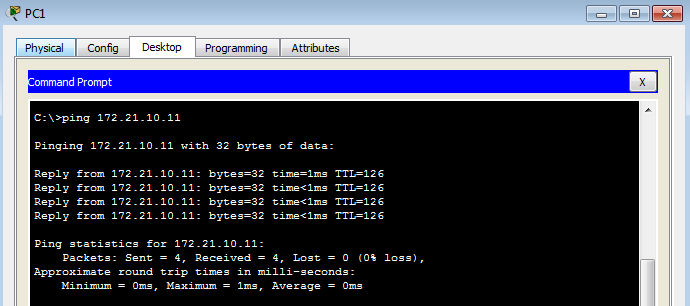 PC1
Physical Config Desktop Programming Attributes
Command Prompt X
C:\>ping 172.21.10.11
Pinging 172.21.10.11 with 32 bytes of data:
Reply from 172.21.10.11: bytes=32 time=1ms TTL=126
Reply from 172.21.10.11: bytes=32 time<1ms TTL=126
Reply from 172.21.10.11: bytes=32 time<1ms TTL=126
Reply from 172.21.10.11: bytes=32 time<1ms TTL=126
Ping statistics for 172.21.10.11:
Packets: Sent = 4, Received = 4, Lost = 0 (0% loss),
Approximate round trip times in milli-seconds:
Minimum = 0ms, Maximum = 1ms, Average = 0ms